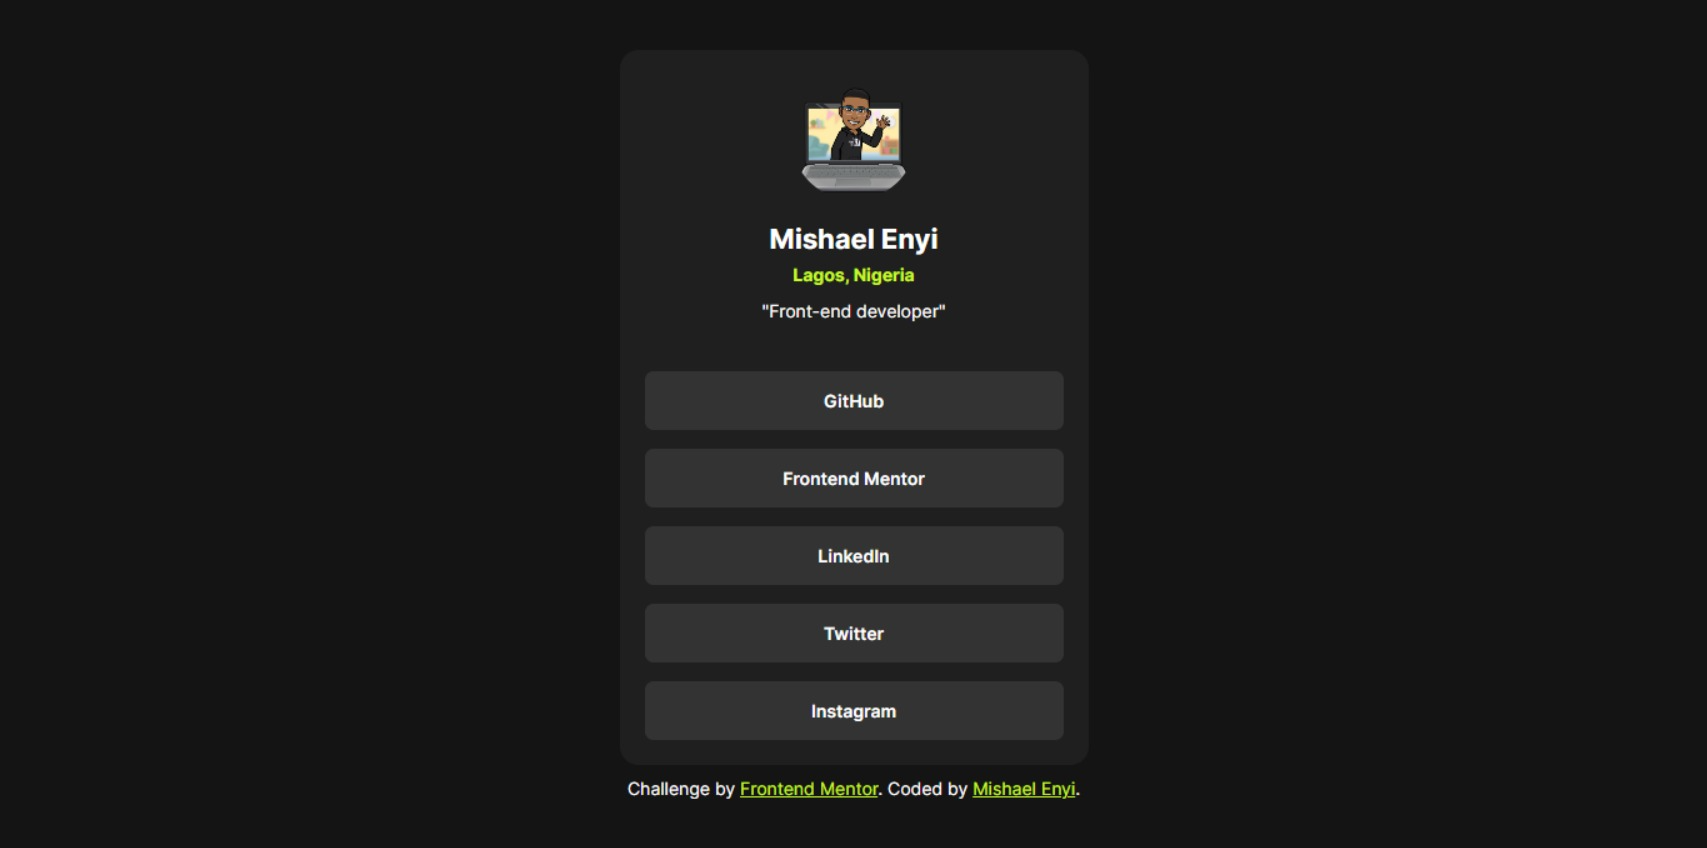 Mishael Enyi
Lagos, Nigeria
"Front-end developer"
GitHub
Frontend Mentor
LinkedIn
Twitter
Instagram
Challenge by Frontend Mentor. Coded by Mishael Enyi.